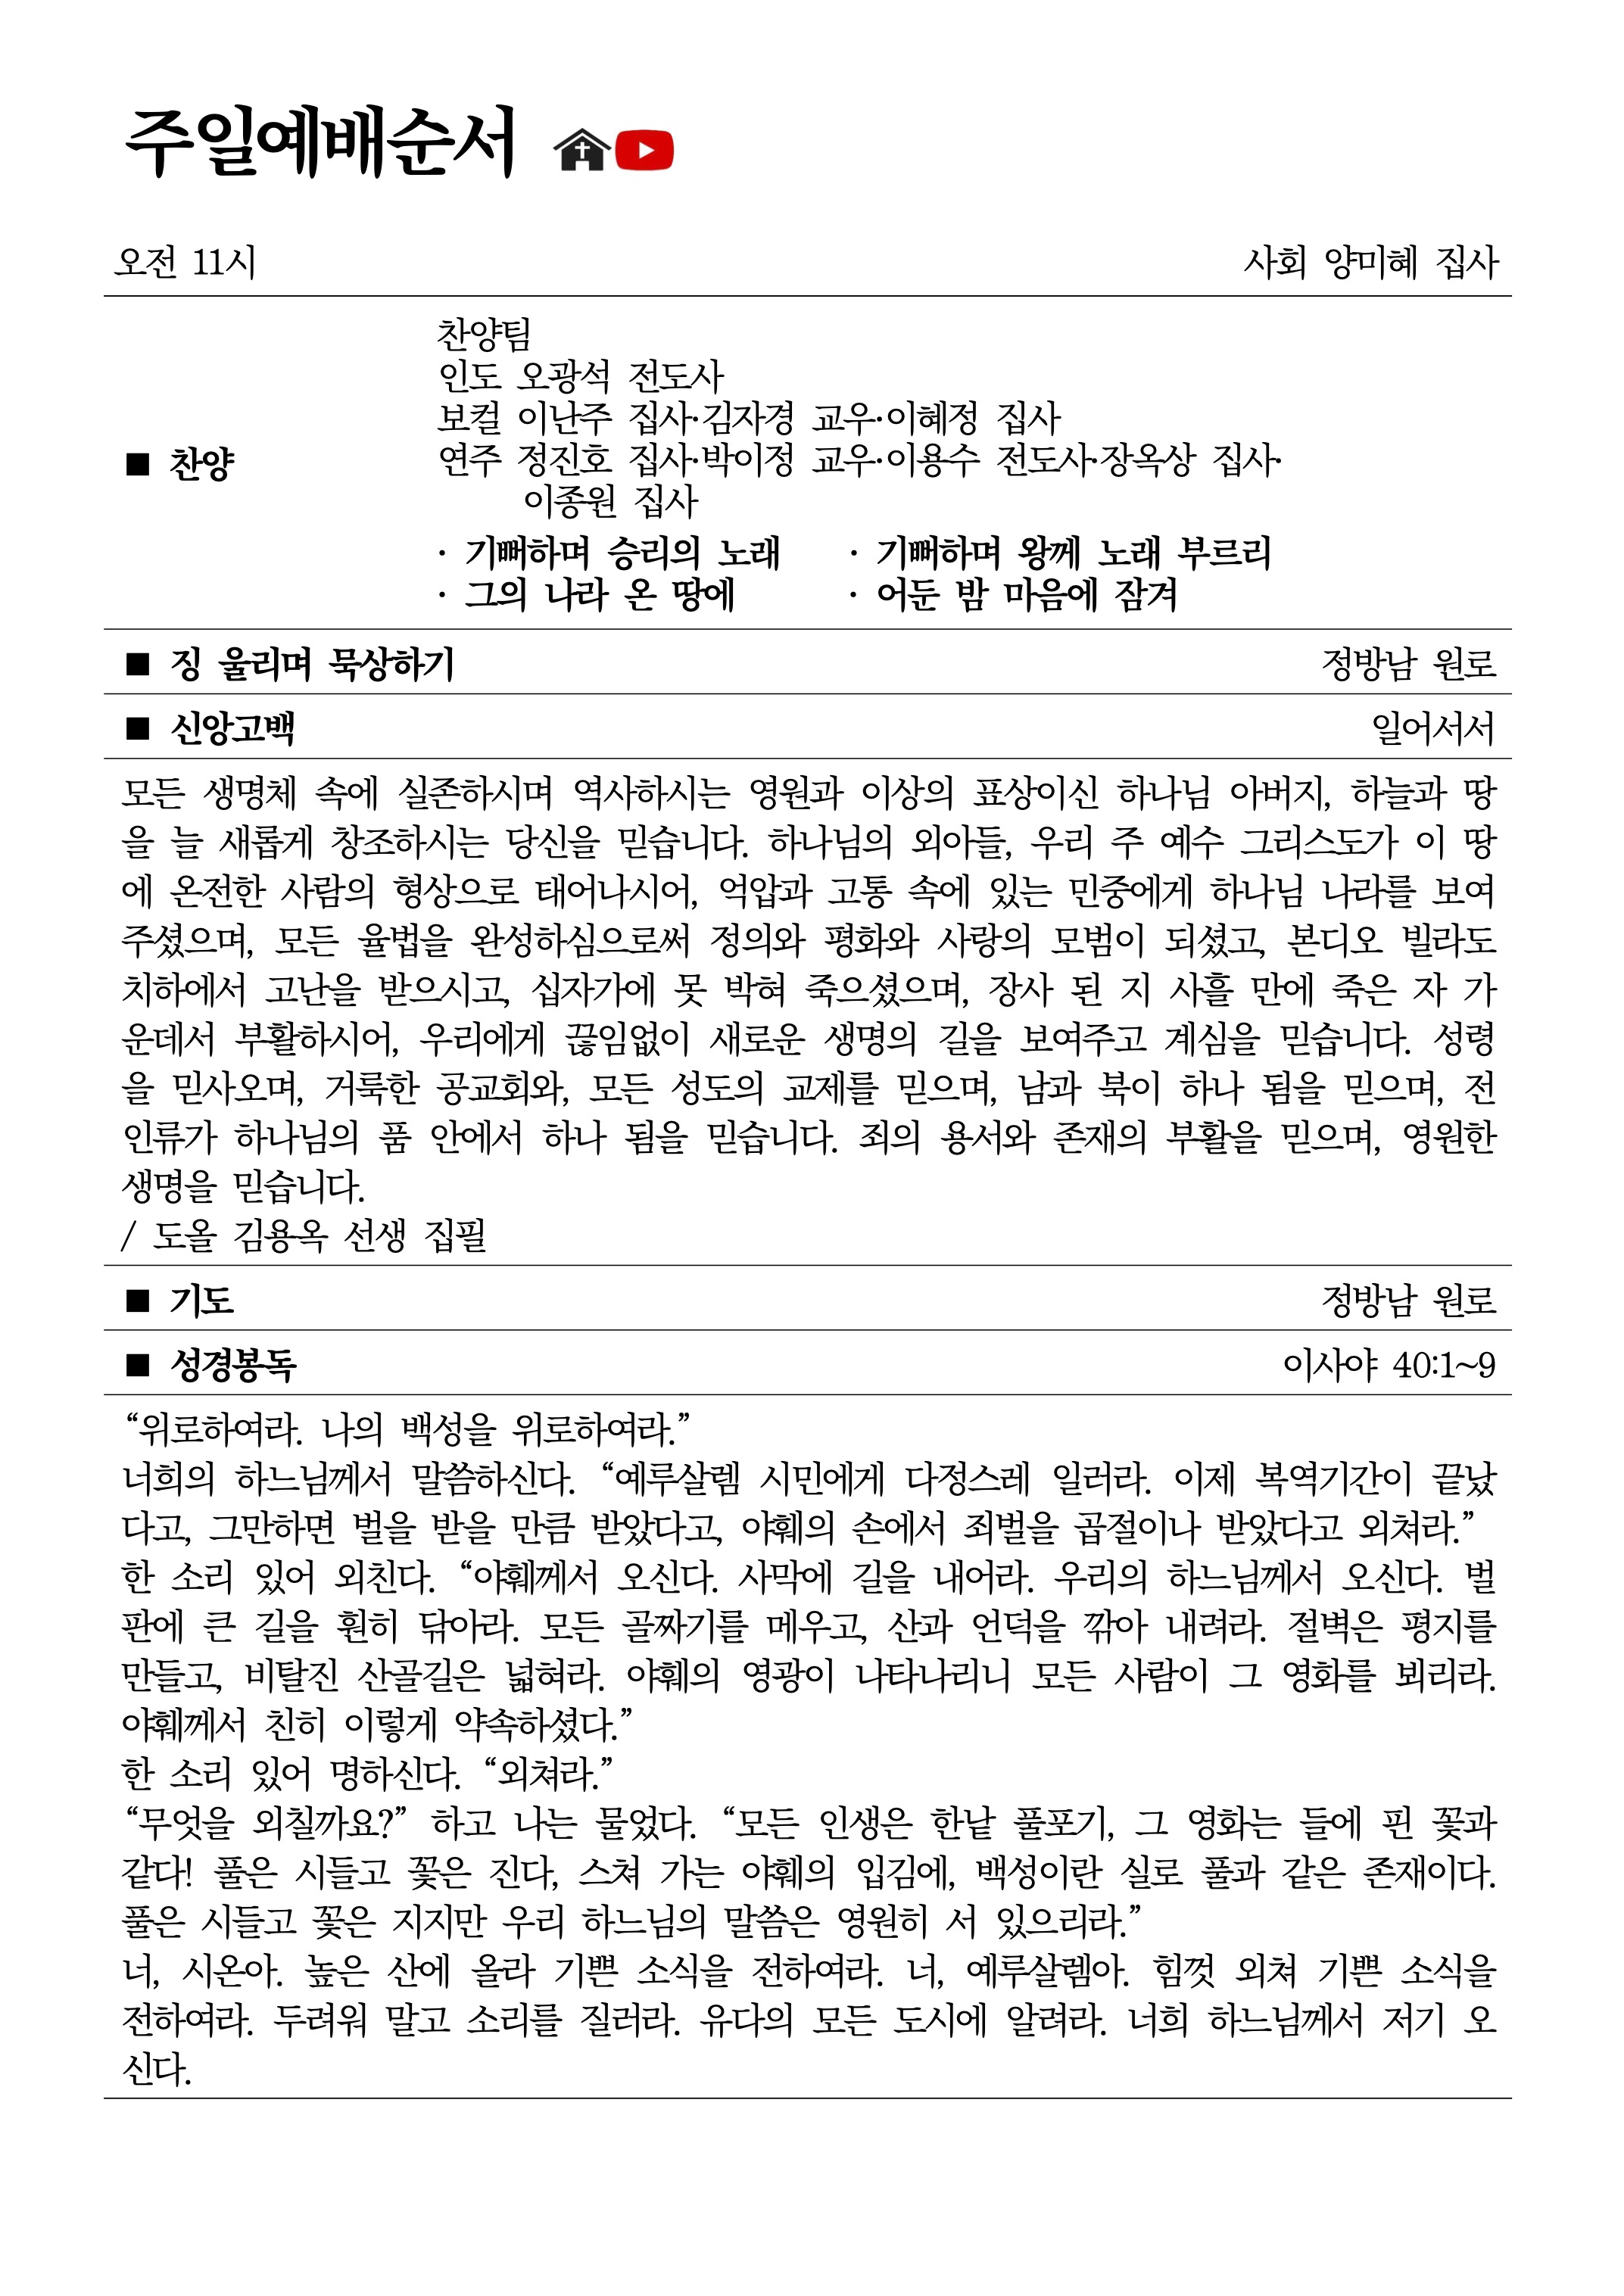 주일예배순서
오전 11시 사회 양미혜 집사
찬양팀
인도 오광석 전도사
보컬 이난주 집사·김자경 교우·이혜정 집사
■ 찬양
연주 정진호 집사·박이정 교우·이용수 전도사·장옥상 집사·
이종원 집사
· 기뻐하며 승리의 노래 · 기뻐하며 왕께 노래 부르리
· 그의 나라 온 땅에 · 어둔 밤 마음에 잠겨
■ 징 울리며 묵상하기 정방남 원로
■ 신앙고백 일어서서
모든 생명체 속에 실존하시며 역사하시는 영원과 이상의 표상이신 하나님 아버지, 하늘과 땅
을 늘 새롭게 창조하시는 당신을 믿습니다. 하나님의 외아들, 우리 주 예수 그리스도가 이 땅
에 온전한 사람의 형상으로 태어나시어, 억압과 고통 속에 있는 민중에게 하나님 나라를 보여
주셨으며, 모든 율법을 완성하심으로써 정의와 평화와 사랑의 모범이 되셨고, 본디오 빌라도
치하에서 고난을 받으시고, 십자가에 못 박혀 죽으셨으며, 장사 된 지 사흘 만에 죽은 자 가
운데서 부활하시어, 우리에게 끊임없이 새로운 생명의 길을 보여주고 계심을 믿습니다. 성령
을 믿사오며, 거룩한 공교회와, 모든 성도의 교제를 믿으며, 남과 북이 하나 됨을 믿으며, 전
인류가 하나님의 품 안에서 하나 됨을 믿습니다. 죄의 용서와 존재의 부활을 믿으며, 영원한
생명을 믿습니다.
/ 도올 김용옥 선생 집필
■ 기도 정방남 원로
■ 성경봉독 이사야 40:1~9
“위로하여라. 나의 백성을 위로하여라.”
너희의 하느님께서 말씀하신다. “예루살렘 시민에게 다정스레 일러라. 이제 복역기간이 끝났
다고, 그만하면 벌을 받을 만큼 받았다고, 야훼의 손에서 죄벌을 곱절이나 받았다고 외쳐라.”
한 소리 있어 외친다. “야훼께서 오신다. 사막에 길을 내어라. 우리의 하느님께서 오신다. 벌
판에 큰 길을 훤히 닦아라. 모든 골짜기를 메우고, 산과 언덕을 깎아 내려라. 절벽은 평지를
만들고, 비탈진 산골길은 넓혀라. 야훼의 영광이 나타나리니 모든 사람이 그 영화를 뵈리라.
야훼께서 친히 이렇게 약속하셨다.”
한 소리 있어 명하신다. “외쳐라.”
“무엇을 외칠까요?” 하고 나는 물었다. “모든 인생은 한낱 풀포기, 그 영화는 들에 핀 꽃과
같다! 풀은 시들고 꽃은 진다, 스쳐 가는 야훼의 입김에, 백성이란 실로 풀과 같은 존재이다.
풀은 시들고 꽃은 지지만 우리 하느님의 말씀은 영원히 서 있으리라.”
너, 시온아. 높은 산에 올라 기쁜 소식을 전하여라. 너, 예루살렘아. 힘껏 외쳐 기쁜 소식을
전하여라. 두려워 말고 소리를 질러라. 유다의 모든 도시에 알려라. 너희 하느님께서 저기 오
신다.